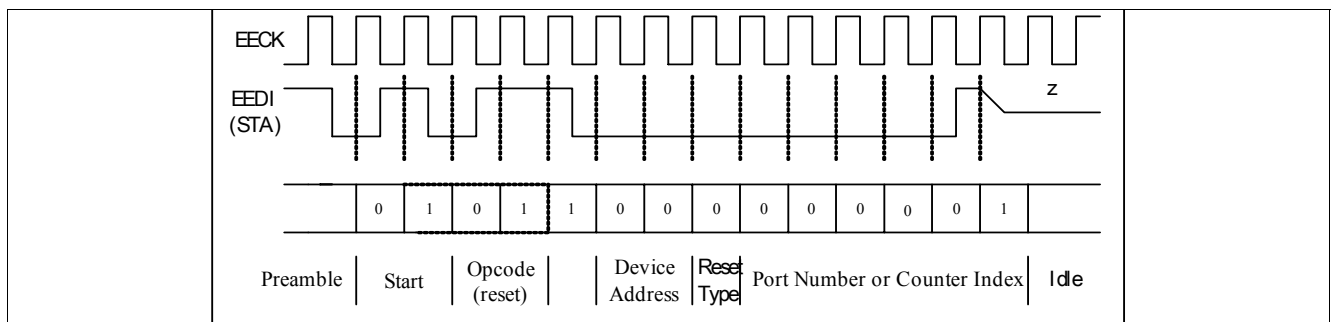 EECK
EEDI
(STA)
z
0 1 0 1 1 0 0 0 0 0 0 0 0 1
Preamble Start Opcode (reset) Device Address Reset Type Port Number or Counter Index Idle